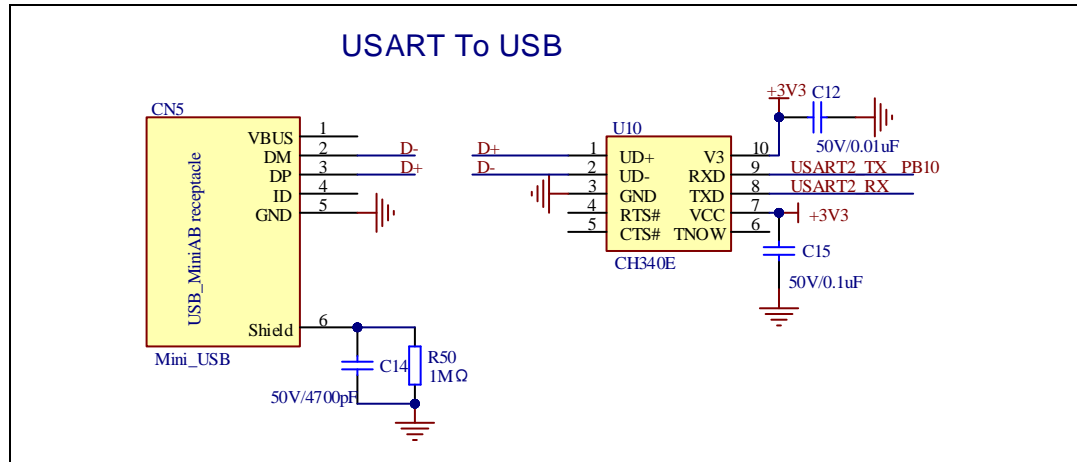 USART To USB
CN5
VBUS 1
DM 2
DP 3
ID 4
GND 5
USB_MiniAB receptacle
Shield 6
Mini_USB
D-
D+
C14
50V/4700pF
R50
1MΩ
D+
D-
U10
1 UD+
2 UD-
3 GND
4 RTS#
5 CTS#
V3 10
RXD 9
TXD 8
VCC 7
TNOW 6
CH340E
+3V3
C12
50V/0.01uF
USART2_TX_PB10
USART2_RX
+3V3
C15
50V/0.1uF